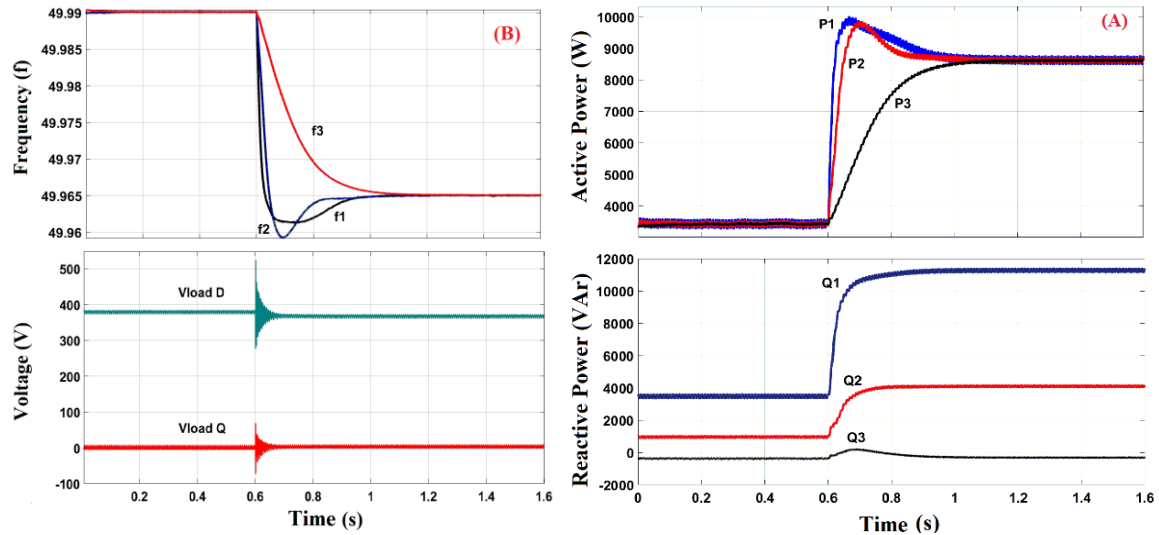 49.99
49.985
49.98
49.975
49.97
49.965
49.96
Frequency (f)
(B)
f3
f2
f1
500
400
300
200
100
0
-100
Voltage (V)
Vload D
Vload Q
0.2
0.4
0.6
0.8
1
1.2
1.4
1.6
Time (s)
10000
9000
8000
7000
6000
5000
4000
Active Power (W)
(A)
P1
P2
P3
12000
10000
8000
6000
4000
2000
0
-2000
Reactive Power (VAr)
Q1
Q2
Q3
0
0.2
0.4
0.6
0.8
1
1.2
1.4
1.6
Time (s)